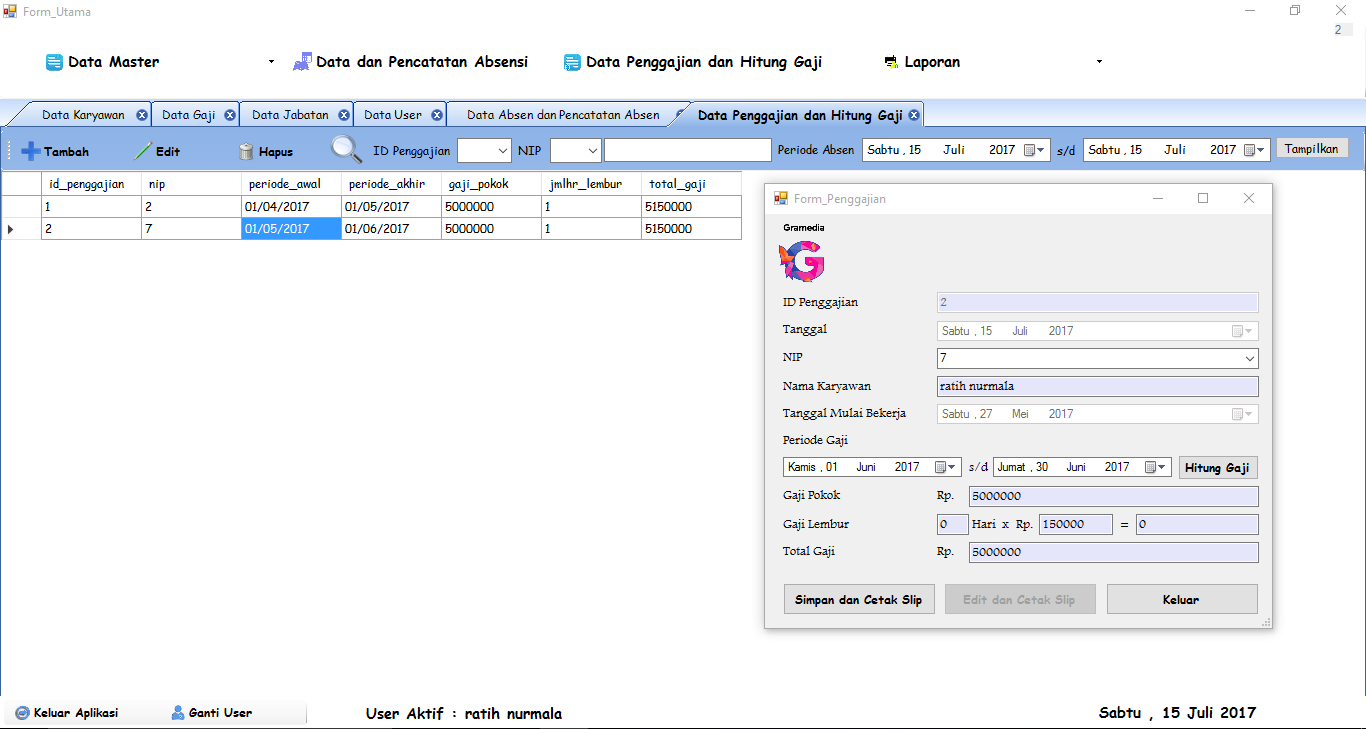 Form_Utama
2
Data Master Data dan Pencatatan Absensi Data Penggajian dan Hitung Gaji Laporan
Data Karyawan Data Gaji Data Jabatan Data User Data Absen dan Pencatatan Absen Data Penggajian dan Hitung Gaji
Tambah Edit Hapus ID Penggajian NIP Periode Absen Sabtu , 15 Juli 2017 s/d Sabtu , 15 Juli 2017 Tampilkan
id_penggajian nip periode_awal periode_akhir gaji_pokok jmlhr_lembur total_gaji
1 2 01/04/2017 01/05/2017 5000000 1 5150000
2 7 01/05/2017 01/06/2017 5000000 1 5150000
Form_Penggajian
Gramedia
G
ID Penggajian 2
Tanggal Sabtu , 15 Juli 2017
NIP 7
Nama Karyawan ratih nurmala
Tanggal Mulai Bekerja Sabtu , 27 Mei 2017
Periode Gaji
Kamis , 01 Juni 2017 s/d Jumat , 30 Juni 2017 Hitung Gaji
Gaji Pokok Rp. 5000000
Gaji Lembur 0 Hari x Rp. 150000 = 0
Total Gaji Rp. 5000000
Simpan dan Cetak Slip Edit dan Cetak Slip Keluar
Keluar Aplikasi Ganti User User Aktif : ratih nurmala Sabtu , 15 Juli 2017